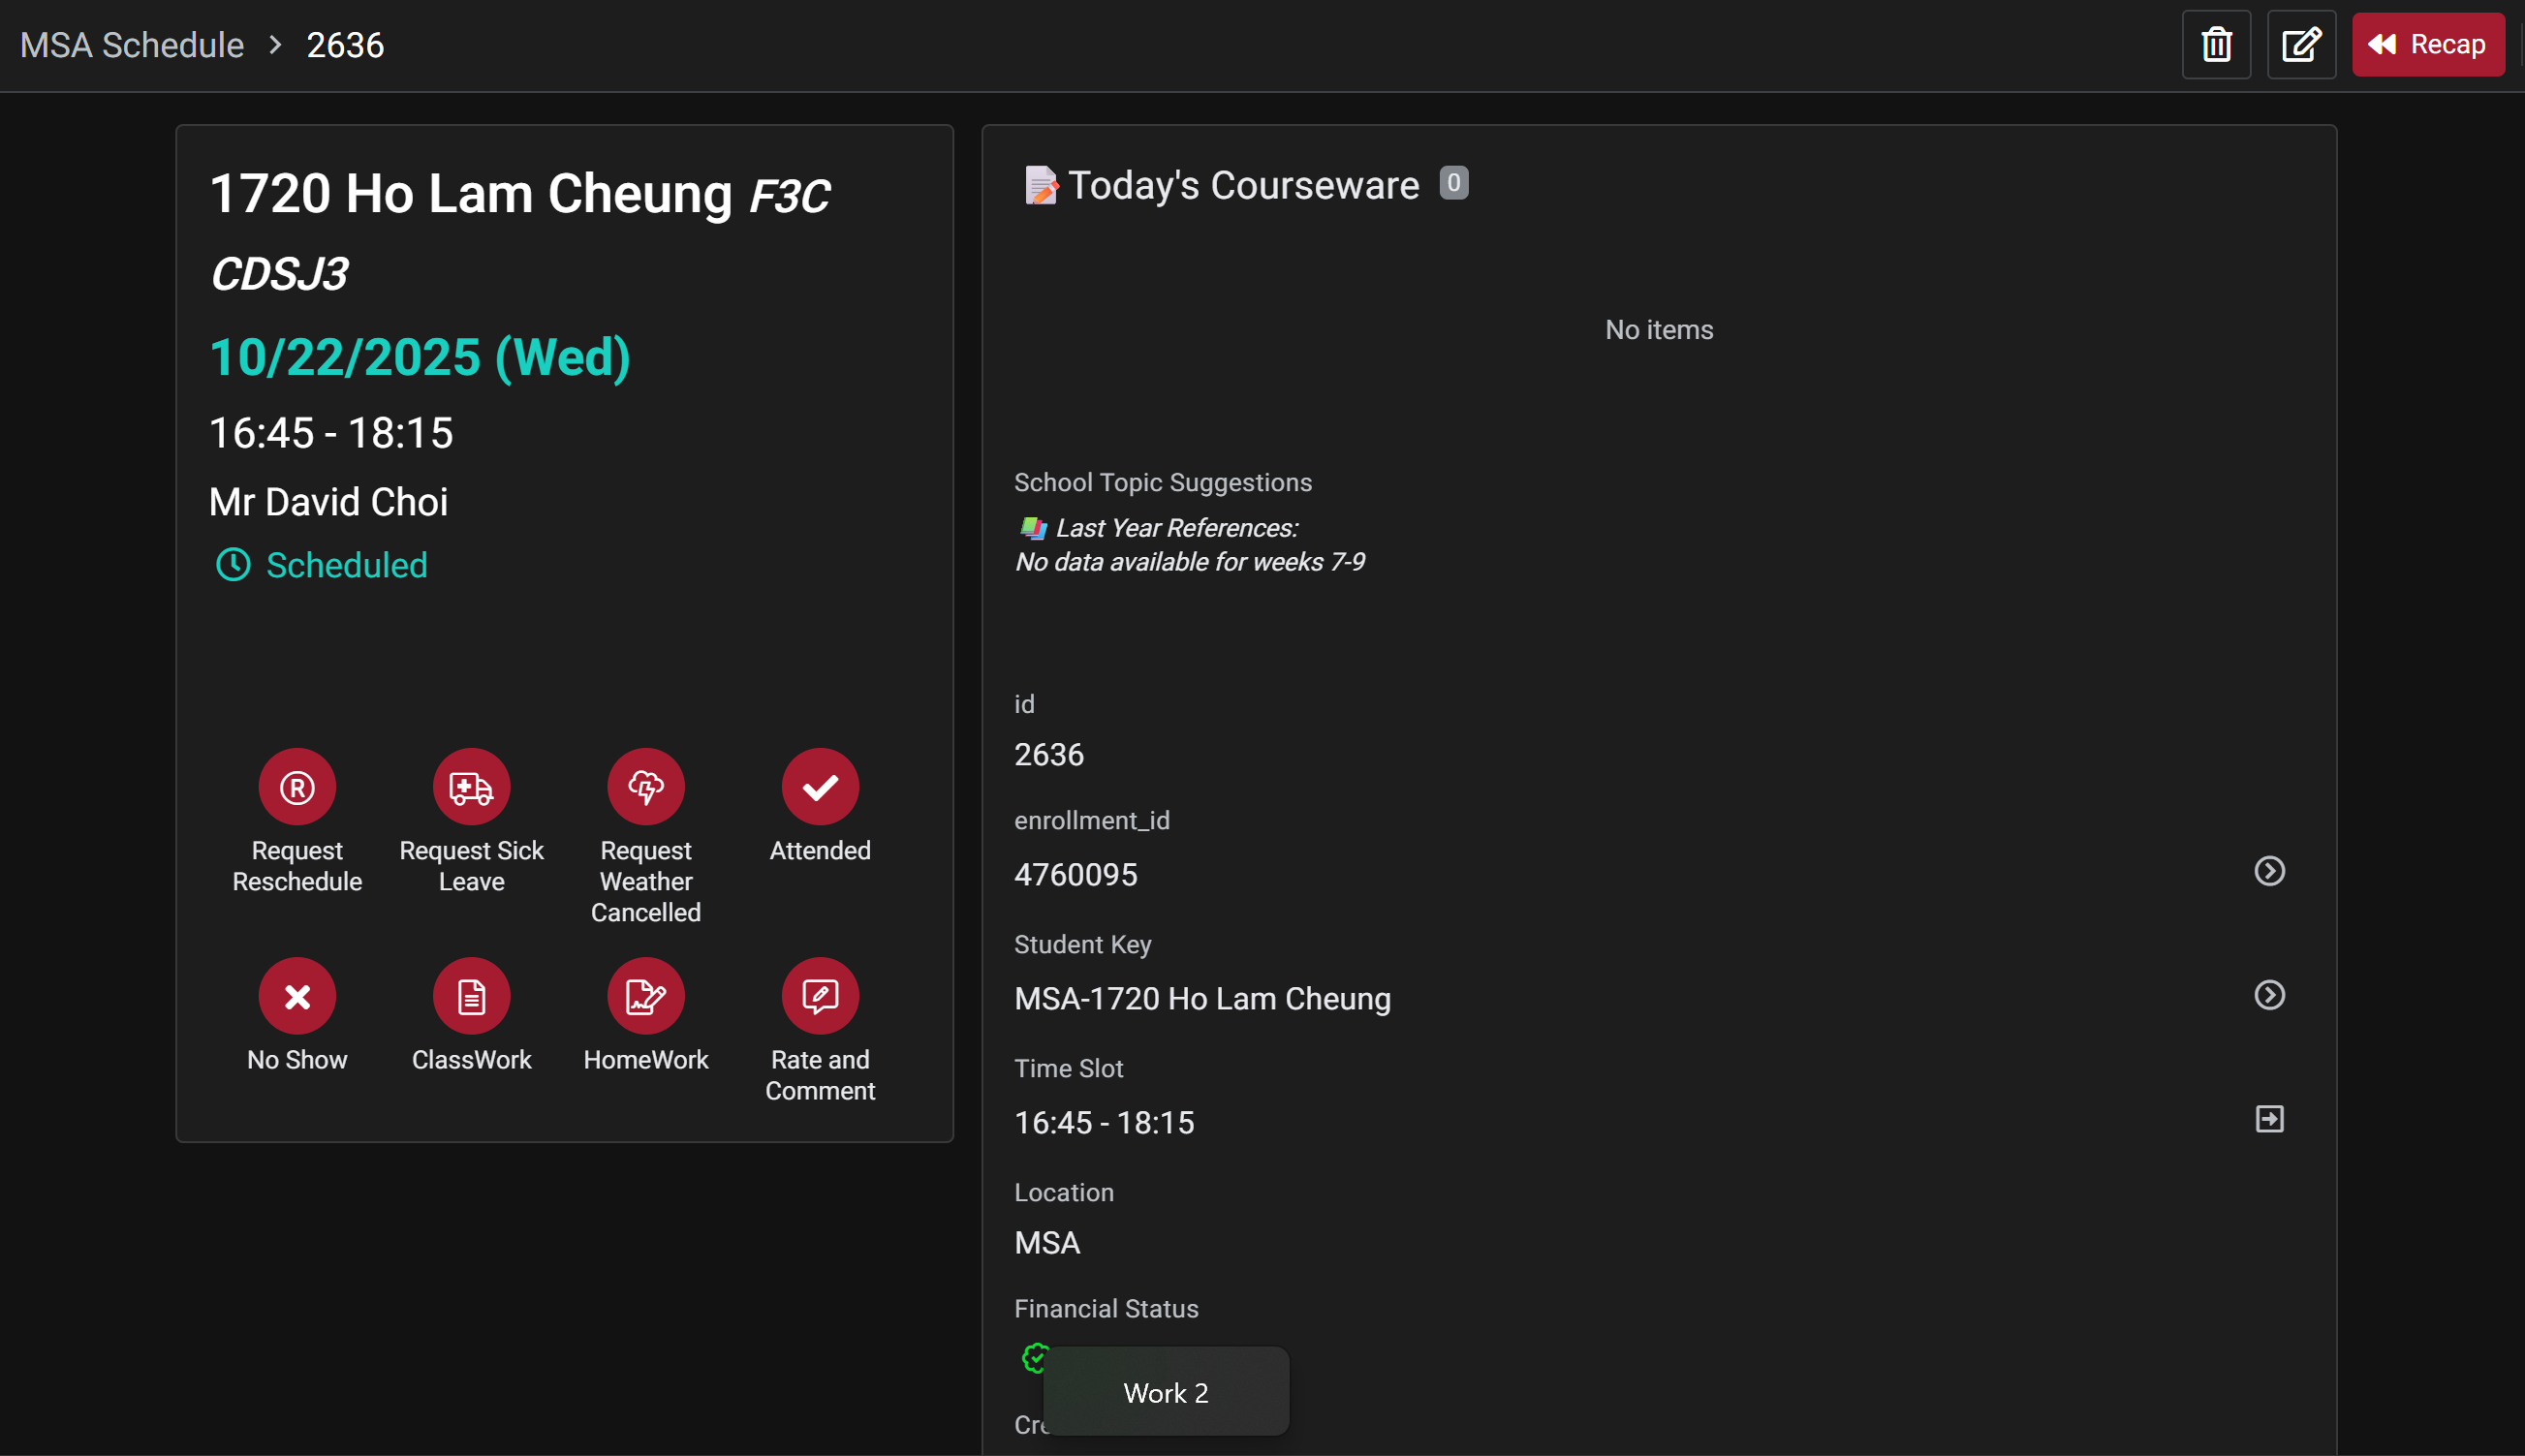 MSA Schedule > 2636
Recap
1720 Ho Lam Cheung F3C
CDSJ3
10/22/2025 (Wed)
16:45 - 18:15
Mr David Choi
Scheduled
Request
Reschedule
Request Sick
Leave
Request
Weather
Cancelled
Attended
No Show
ClassWork
HomeWork
Rate and
Comment
Today's Courseware 0
No items
School Topic Suggestions
Last Year References:
No data available for weeks 7-9
id
2636
enrollment_id
4760095
Student Key
MSA-1720 Ho Lam Cheung
Time Slot
16:45 - 18:15
Location
MSA
Financial Status
Work 2